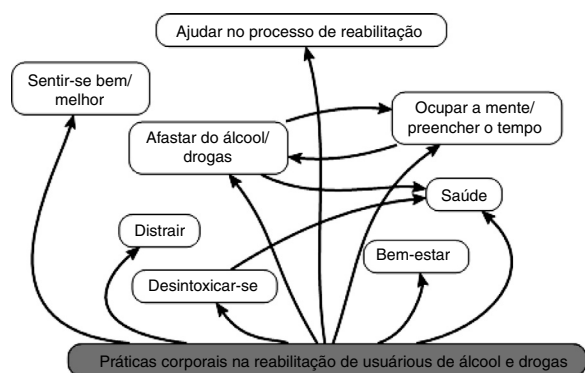 Ajudar no processo de reabilitação
Sentir-se bem/
melhor
Ocupar a mente/
preencher o tempo
Afastar do álcool/
drogas
Saúde
Distrair
Bem-estar
Desintoxicar-se
Práticas corporais na reabilitação de usuárious de álcool e drogas